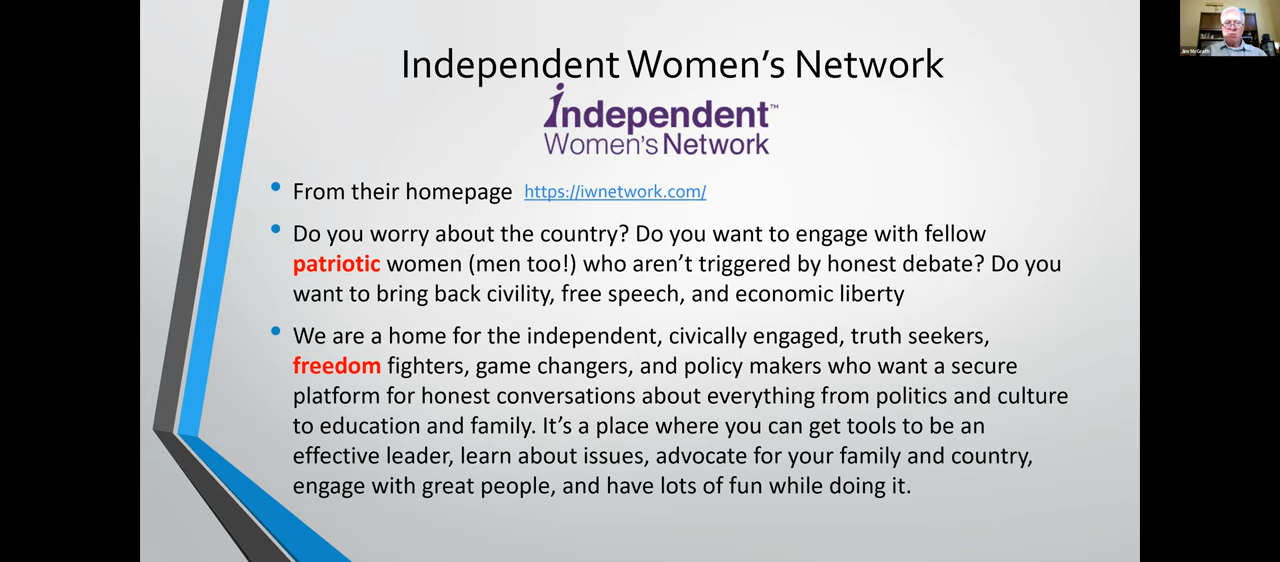 Independent Women's Network
Independent™
Women's Network
Jim McGrath
• From their homepage https://iwnetwork.com/
• Do you worry about the country? Do you want to engage with fellow
patriotic women (men too!) who aren't triggered by honest debate? Do you
want to bring back civility, free speech, and economic liberty
• We are a home for the independent, civically engaged, truth seekers,
freedom fighters, game changers, and policy makers who want a secure
platform for honest conversations about everything from politics and culture
to education and family. It's a place where you can get tools to be an
effective leader, learn about issues, advocate for your family and country,
engage with great people, and have lots of fun while doing it.